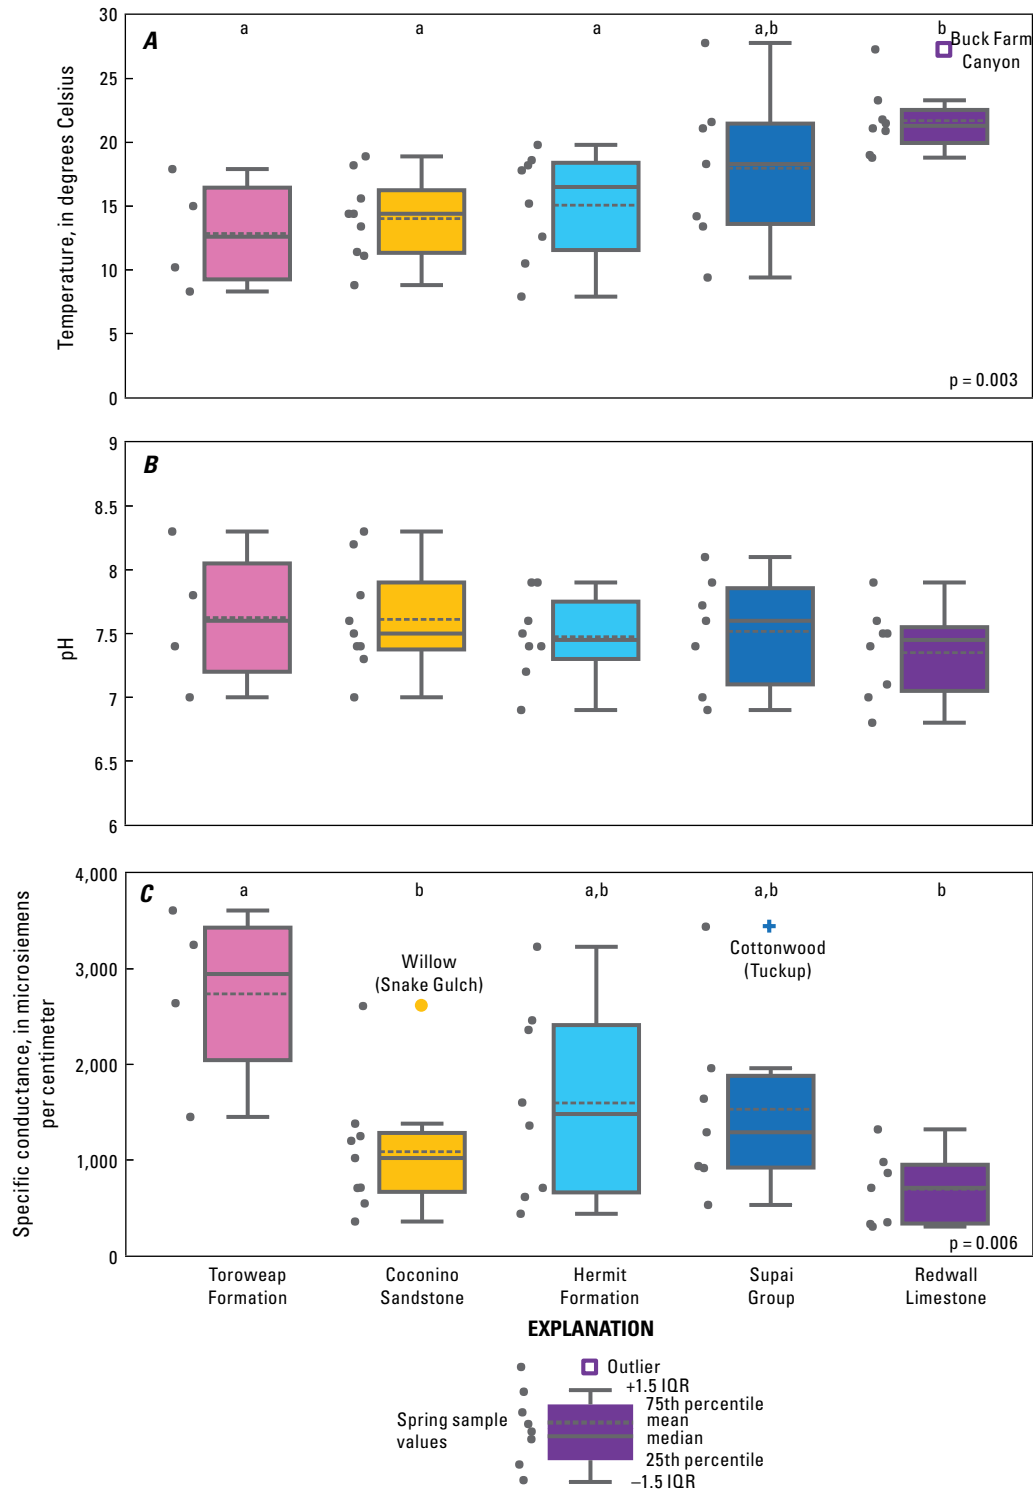 A
a
a
a
a,b
b
Buck Farm
Canyon
30
25
20
15
10
5
0
Temperature, in degrees Celsius
p = 0.003
B
9
8.5
8
7.5
7
6.5
6
pH
C
a
b
a,b
a,b
b
4,000
3,000
2,000
1,000
0
Specific conductance, in microsiemens
per centimeter
Willow
(Snake Gulch)
Cottonwood
(Tuckup)
p = 0.006
Toroweap
Formation
Coconino
Sandstone
Hermit
Formation
Supai
Group
Redwall
Limestone
EXPLANATION
Spring sample
values
Outlier
+1.5 IQR
75th percentile
mean
median
25th percentile
−1.5 IQR